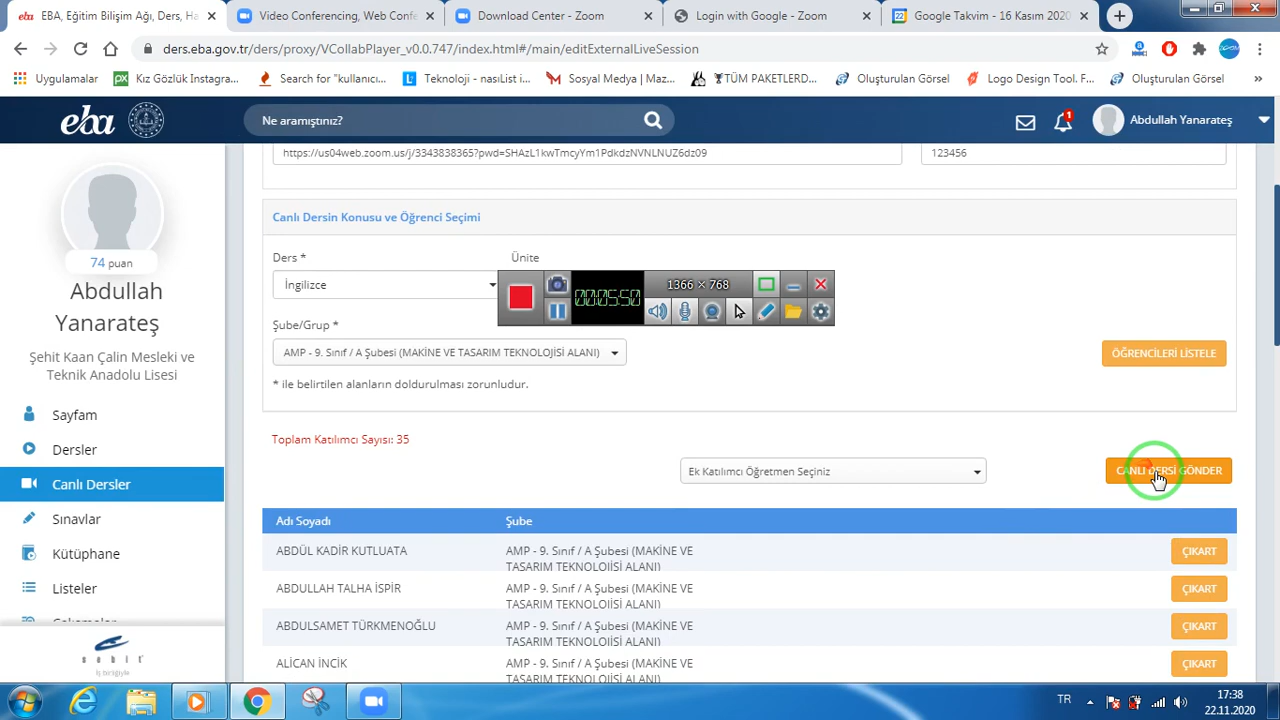 EBA, Eğitim Bilişim Ağı, Ders, Ha
Video Conferencing, Web Confe
Download Center - Zoom
Login with Google - Zoom
Google Takvim - 16 Kasım 2020
ders.eba.gov.tr/ders/proxy/VCollabPlayer_v0.0.747/index.html#/main/editExternalLiveSession
Uygulamalar
Kız Gözlük Instagra...
Search for "kullanıcı...
Teknoloji - nasıList i...
Sosyal Medya | Maz...
TÜM PAKETLERD...
Oluşturulan Görsel
Logo Design Tool. F...
Oluşturulan Görsel
eba
Ne aramıştınız?
1
Abdullah Yanarateş
https://us04web.zoom.us/j/3343838365?pwd=SHAzL1kwTmcyYm1PdkdzNVNLNUZ6dz09
123456
74 puan
Abdullah
Yanarateş
Şehit Kaan Çalin Mesleki ve
Teknik Anadolu Lisesi
Sayfam
Dersler
Canlı Dersler
Sınavlar
Kütüphane
Listeler
sebit
iş birliğiyle
Canlı Dersin Konusu ve Öğrenci Seçimi
Ders *
Ünite
İngilizce
00:05:50
1366 × 768
Şube/Grup *
AMP - 9. Sınıf / A Şubesi (MAKİNE VE TASARIM TEKNOLOJİSİ ALANI)
ÖĞRENCİLERİ LİSTELE
* ile belirtilen alanların doldurulması zorunludur.
Toplam Katılımcı Sayısı: 35
Ek Katılımcı Öğretmen Seçiniz
CANLI DERSİ GÖNDER
Adı Soyadı
Şube
ABDÜL KADİR KUTLUATA
AMP - 9. Sınıf / A Şubesi (MAKİNE VE
TASARIM TEKNOLOJİSİ ALANI)
ÇIKART
ABDULLAH TALHA İSPİR
AMP - 9. Sınıf / A Şubesi (MAKİNE VE
TASARIM TEKNOLOJİSİ ALANI)
ÇIKART
ABDULSAMET TÜRKMENOĞLU
AMP - 9. Sınıf / A Şubesi (MAKİNE VE
TASARIM TEKNOLOJİSİ ALANI)
ÇIKART
ALİCAN İNCİK
AMP - 9. Sınıf / A Şubesi (MAKİNE VE
TASARIM TEKNOLOJİSİ ALANI)
ÇIKART
TR
17:38
22.11.2020